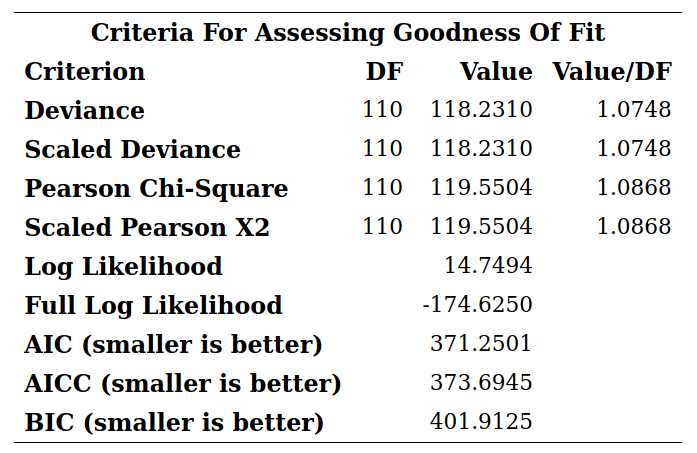 Criteria For Assessing Goodness Of Fit
Criterion DF Value Value/DF
Deviance 110 118.2310 1.0748
Scaled Deviance 110 118.2310 1.0748
Pearson Chi-Square 110 119.5504 1.0868
Scaled Pearson X2 110 119.5504 1.0868
Log Likelihood 14.7494
Full Log Likelihood -174.6250
AIC (smaller is better) 371.2501
AICC (smaller is better) 373.6945
BIC (smaller is better) 401.9125